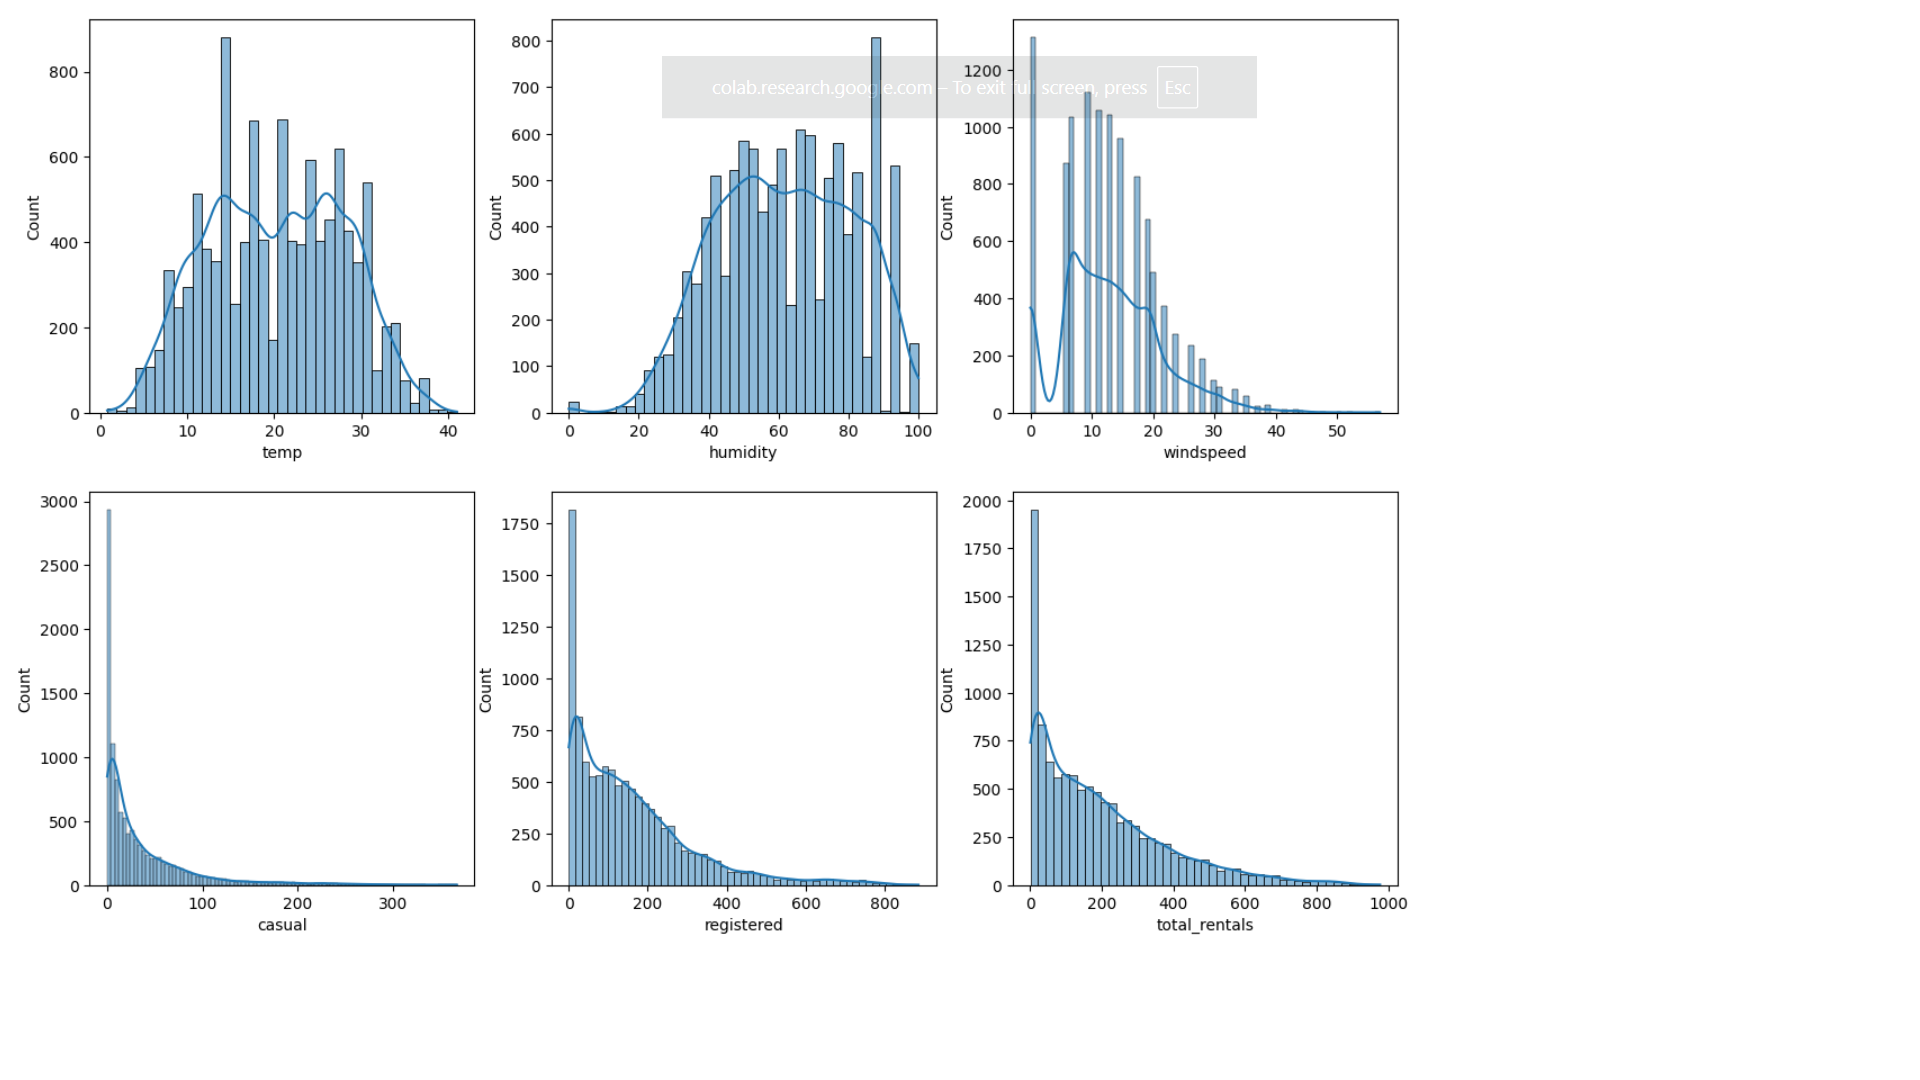 colab.research.google.com – To exit full screen, press Esc
Count
800
600
400
200
0
0 10 20 30 40
temp
Count
800
700
600
500
400
300
200
100
0
0 20 40 60 80 100
humidity
Count
1200
1000
800
600
400
200
0
0 10 20 30 40 50
windspeed
Count
3000
2500
2000
1500
1000
500
0
0 100 200 300
casual
Count
1750
1500
1250
1000
750
500
250
0
0 200 400 600 800
registered
Count
2000
1750
1500
1250
1000
750
500
250
0
0 200 400 600 800 1000
total_rentals